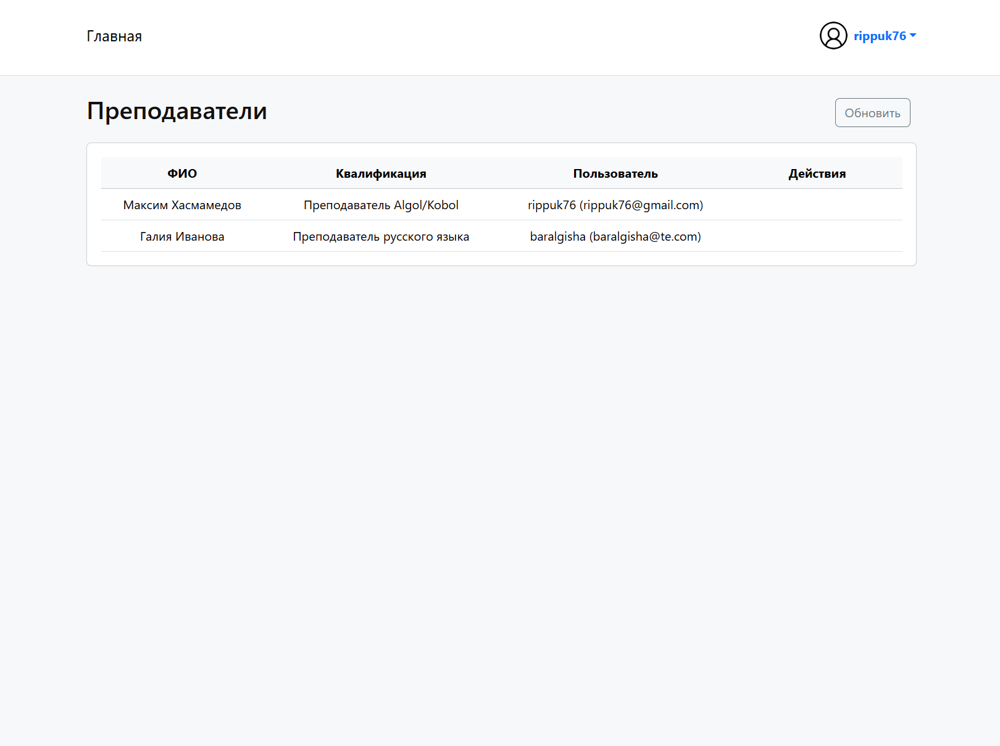 Главная
rippuk76
Преподаватели
Обновить
ФИО Квалификация Пользователь Действия
Максим Хасмамедов Преподаватель Algol/Kobol rippuk76 (rippuk76@gmail.com)
Галия Иванова Преподаватель русского языка baralgisha (baralgisha@te.com)